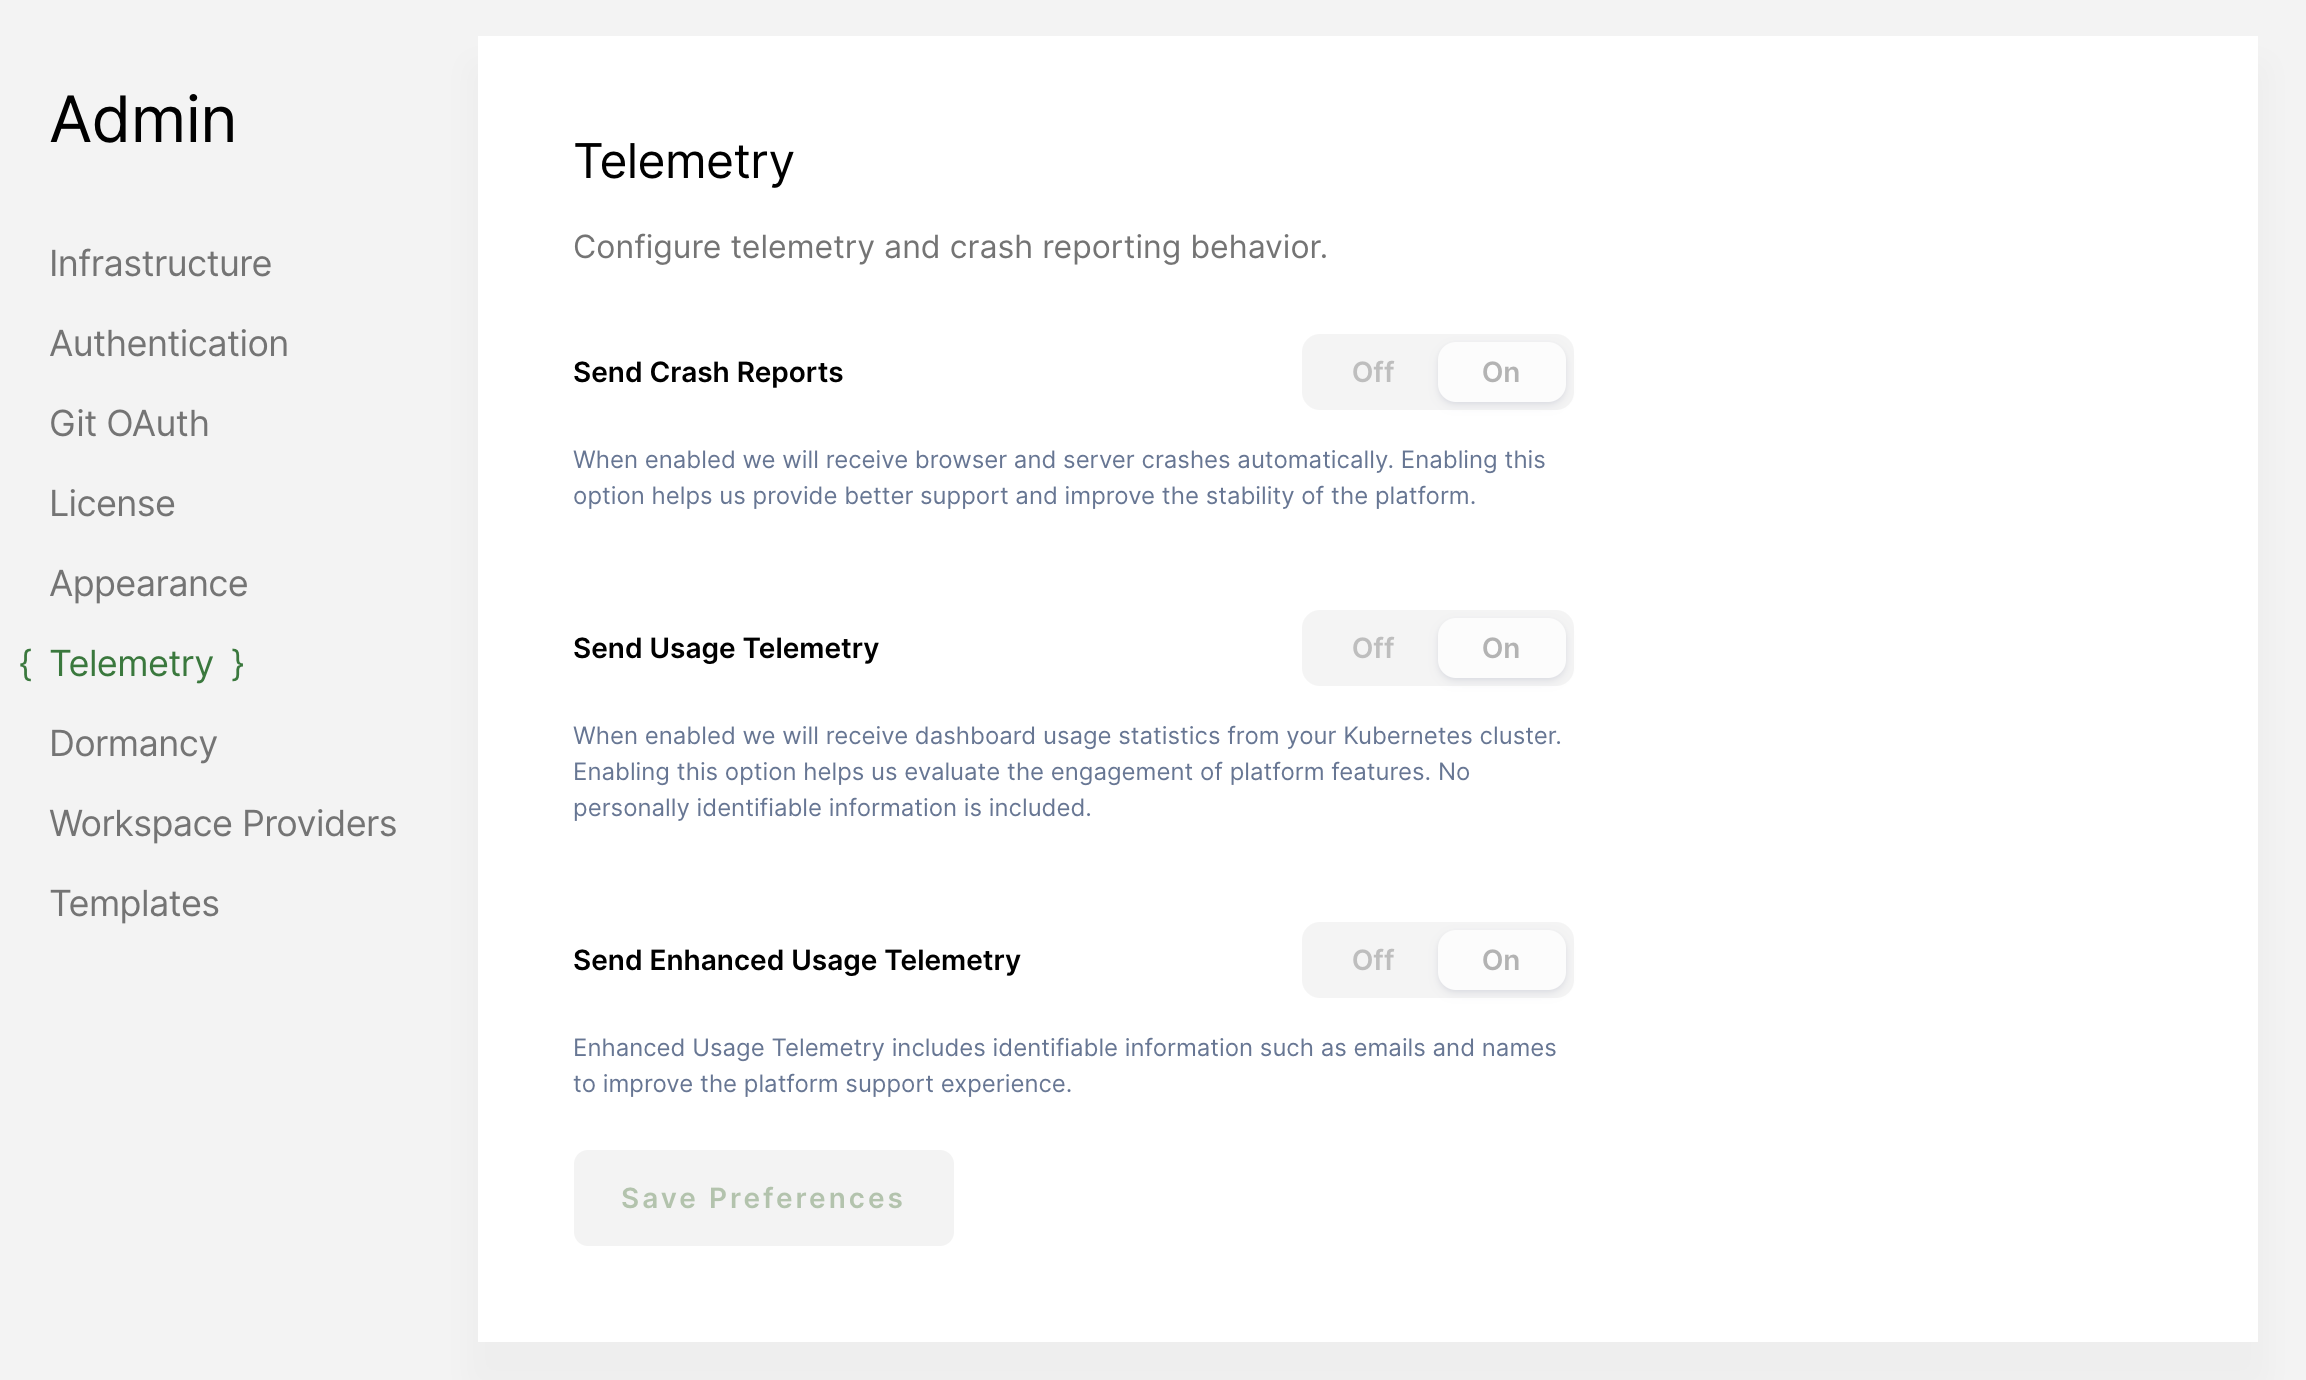 Admin
Infrastructure
Authentication
Git OAuth
License
Appearance
{ Telemetry }
Dormancy
Workspace Providers
Templates
Telemetry
Configure telemetry and crash reporting behavior.
Send Crash Reports
Off On
When enabled we will receive browser and server crashes automatically. Enabling this
option helps us provide better support and improve the stability of the platform.
Send Usage Telemetry
Off On
When enabled we will receive dashboard usage statistics from your Kubernetes cluster.
Enabling this option helps us evaluate the engagement of platform features. No
personally identifiable information is included.
Send Enhanced Usage Telemetry
Off On
Enhanced Usage Telemetry includes identifiable information such as emails and names
to improve the platform support experience.
Save Preferences